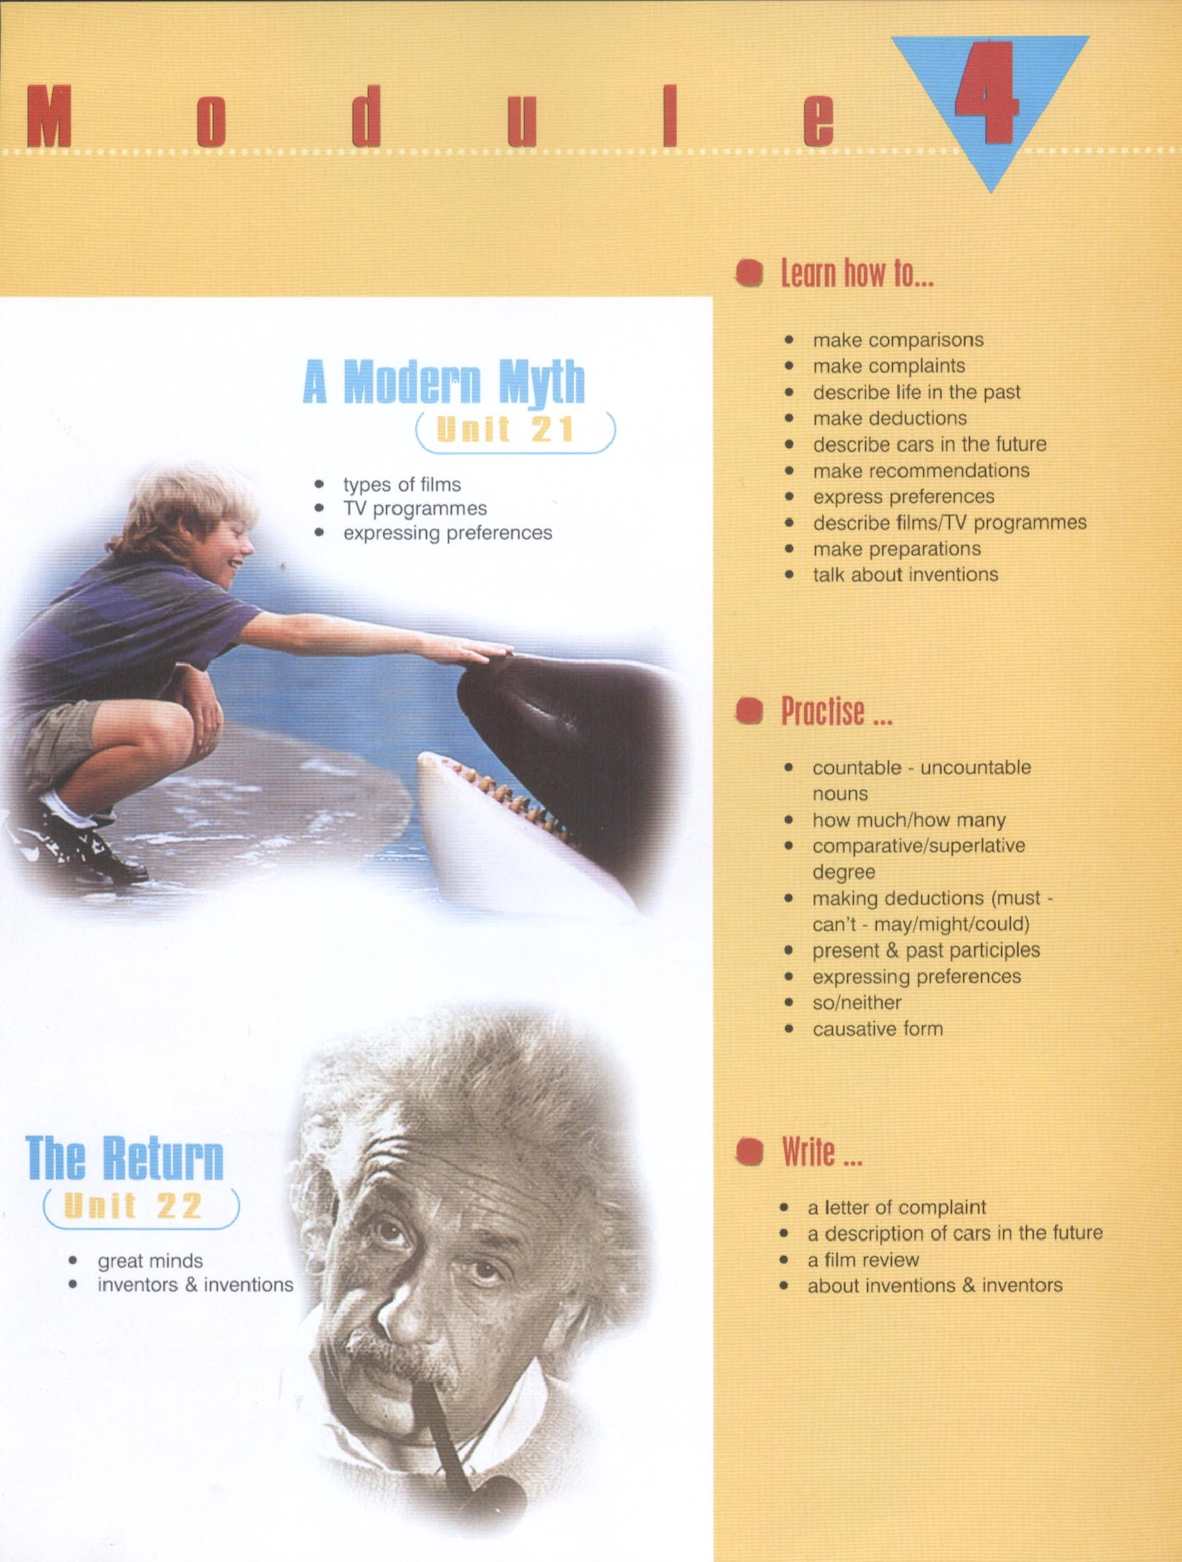 Module 4
A Modern Myth
Unit 21
• types of films
• TV programmes
• expressing preferences
The Return
Unit 22
• great minds
• inventors & inventions
Learn how to...
• make comparisons
• make complaints
• describe life in the past
• make deductions
• describe cars in the future
• make recommendations
• express preferences
• describe films/TV programmes
• make preparations
• talk about inventions
Practise ...
• countable - uncountable
nouns
• how much/how many
• comparative/superlative
degree
• making deductions (must -
can't - may/might/could)
• present & past participles
• expressing preferences
• so/neither
• causative form
Write ...
• a letter of complaint
• a description of cars in the future
• a film review
• about inventions & inventors